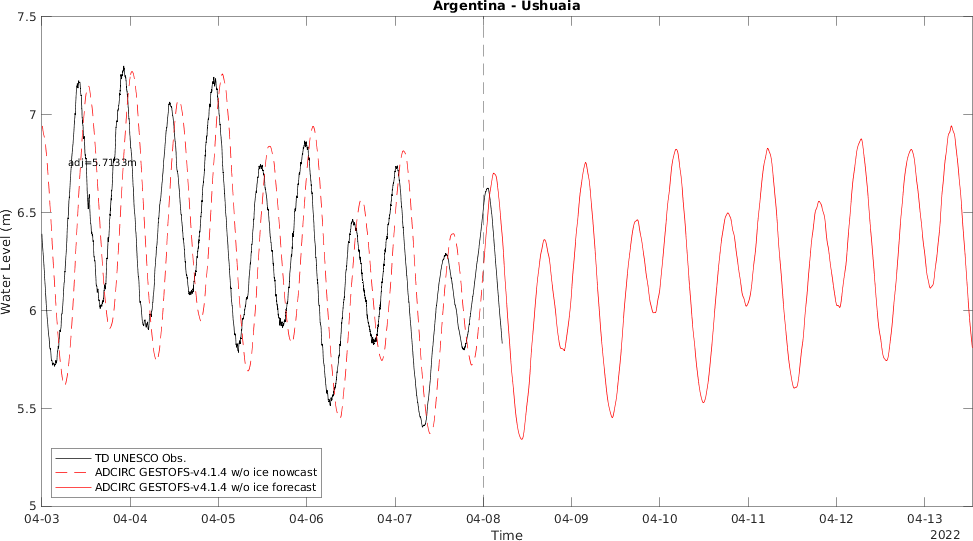 Argentina - Ushuaia
7.5
7
6.5
6
5.5
5
Water Level (m)
adj=5.7133m
TD UNESCO Obs.
ADCIRC GESTOFS-v4.1.4 w/o ice nowcast
ADCIRC GESTOFS-v4.1.4 w/o ice forecast
04-03 04-04 04-05 04-06 04-07 04-08 04-09 04-10 04-11 04-12 04-13
Time
2022